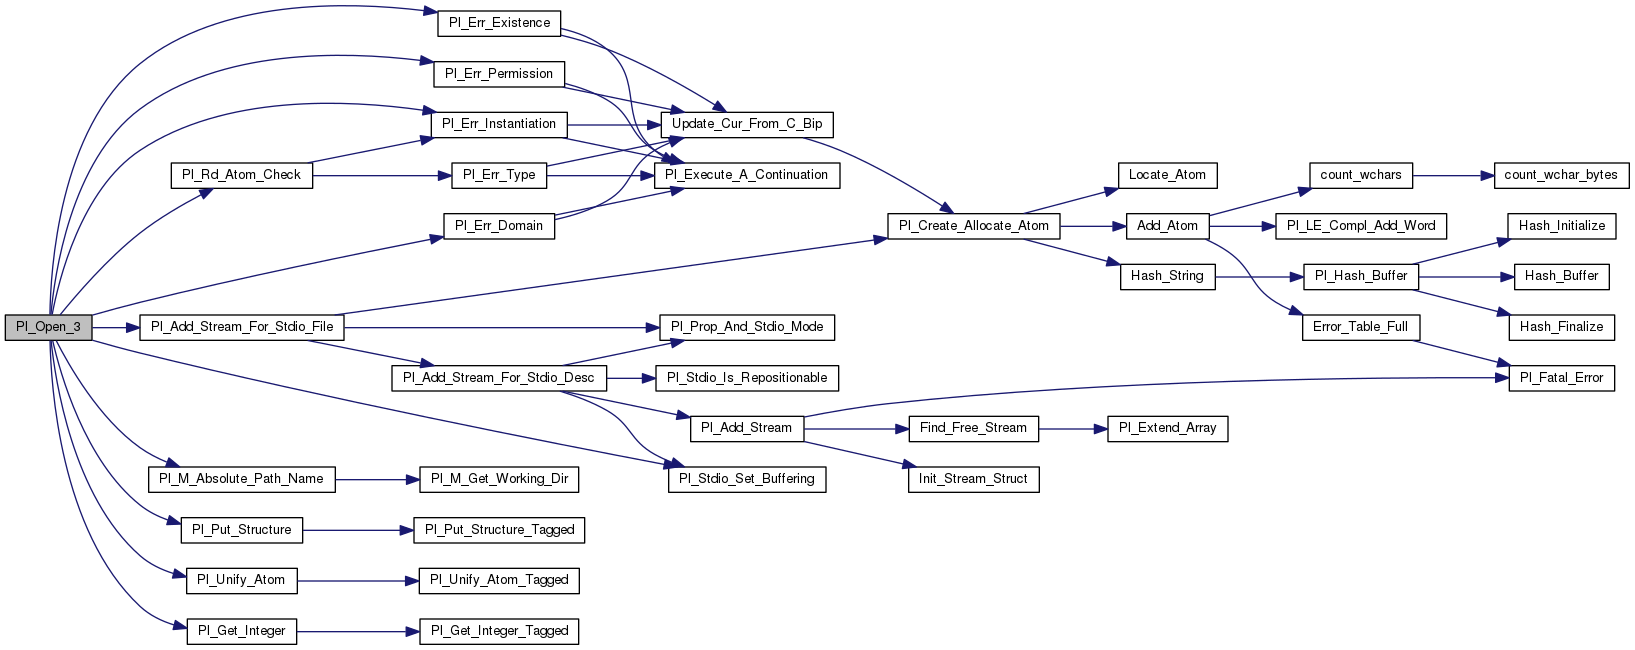 Pl_Err_Existence
Pl_Err_Permission
Pl_Err_Instantiation
Update_Cur_From_C_Bip
Pl_Rd_Atom_Check
Pl_Err_Type
Pl_Execute_A_Continuation
Locate_Atom
count_wchars
count_wchar_bytes
Pl_Err_Domain
Pl_Create_Allocate_Atom
Add_Atom
Pl_LE_Compl_Add_Word
Hash_Initialize
Hash_String
Pl_Hash_Buffer
Hash_Buffer
Pl_Open_3
Pl_Add_Stream_For_Stdio_File
Pl_Prop_And_Stdio_Mode
Error_Table_Full
Hash_Finalize
Pl_Add_Stream_For_Stdio_Desc
Pl_Stdio_Is_Repositionable
Pl_Fatal_Error
Pl_Add_Stream
Find_Free_Stream
Pl_Extend_Array
Pl_M_Absolute_Path_Name
Pl_M_Get_Working_Dir
Pl_Stdio_Set_Buffering
Init_Stream_Struct
Pl_Put_Structure
Pl_Put_Structure_Tagged
Pl_Unify_Atom
Pl_Unify_Atom_Tagged
Pl_Get_Integer
Pl_Get_Integer_Tagged